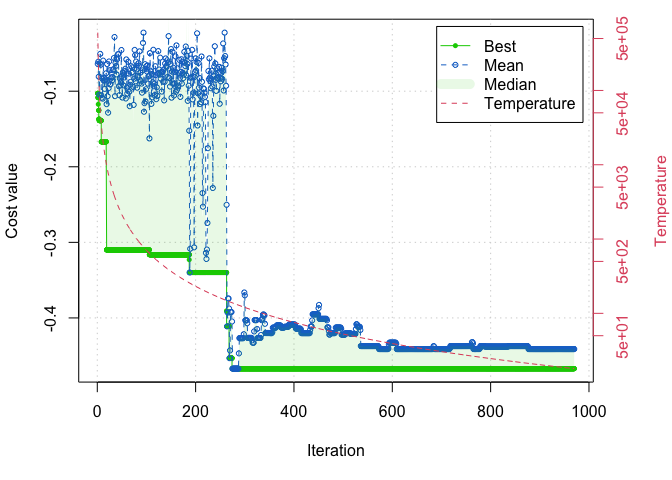 Best
Mean
Median
Temperature
Cost value
-0.1
-0.2
-0.3
-0.4
5e+05
5e+04
5e+03
5e+02
5e+01
Temperature
0
200
400
600
800
1000
Iteration